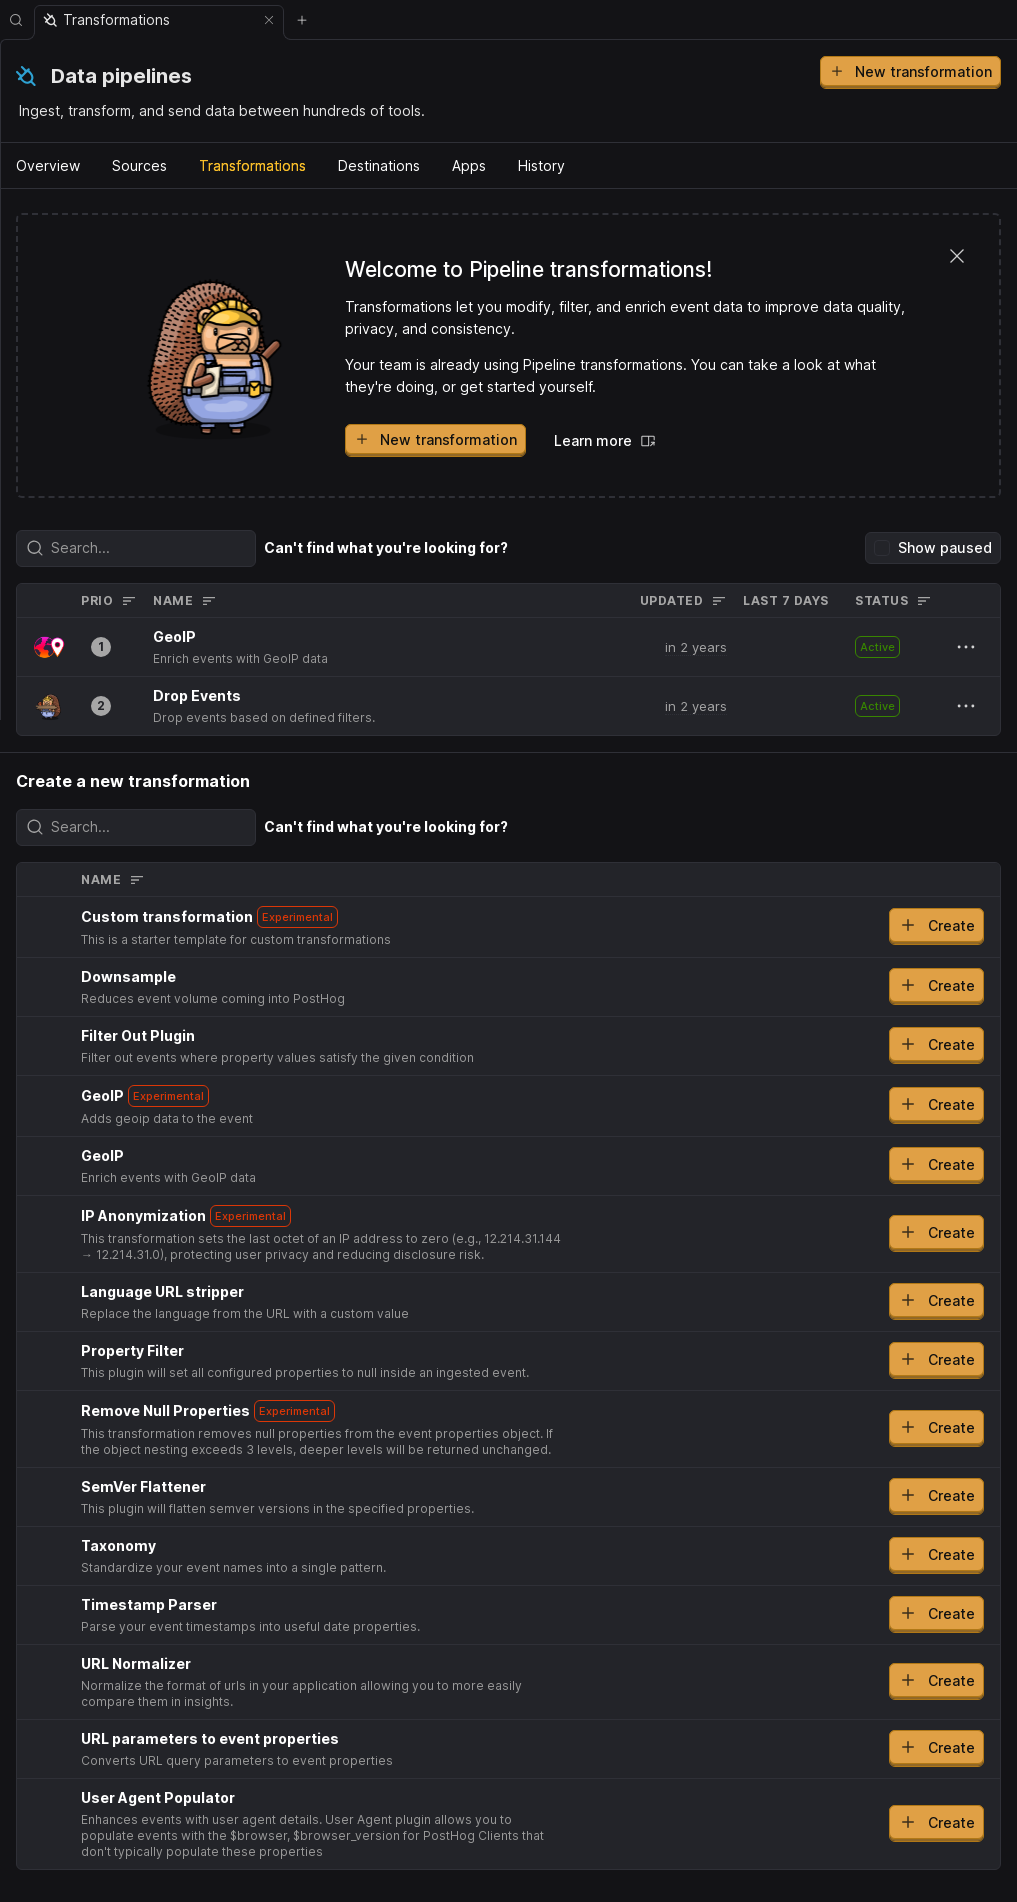 Transformations
Data pipelines
New transformation
Ingest, transform, and send data between hundreds of tools.
Overview Sources Transformations Destinations Apps History
Welcome to Pipeline transformations!
Transformations let you modify, filter, and enrich event data to improve data quality,
privacy, and consistency.
Your team is already using Pipeline transformations. You can take a look at what
they're doing, or get started yourself.
New transformation Learn more
Search... Can't find what you're looking for? Show paused
PRIO NAME UPDATED LAST 7 DAYS STATUS
1 GeoIP in 2 years Active
Enrich events with GeoIP data
2 Drop Events in 2 years Active
Drop events based on defined filters.
Create a new transformation
Search... Can't find what you're looking for?
NAME
Custom transformation Experimental
This is a starter template for custom transformations
Create
Downsample
Reduces event volume coming into PostHog
Create
Filter Out Plugin
Filter out events where property values satisfy the given condition
Create
GeoIP Experimental
Adds geoip data to the event
Create
GeoIP
Enrich events with GeoIP data
Create
IP Anonymization Experimental
This transformation sets the last octet of an IP address to zero (e.g., 12.214.31.144
→ 12.214.31.0), protecting user privacy and reducing disclosure risk.
Create
Language URL stripper
Replace the language from the URL with a custom value
Create
Property Filter
This plugin will set all configured properties to null inside an ingested event.
Create
Remove Null Properties Experimental
This transformation removes null properties from the event properties object. If
the object nesting exceeds 3 levels, deeper levels will be returned unchanged.
Create
SemVer Flattener
This plugin will flatten semver versions in the specified properties.
Create
Taxonomy
Standardize your event names into a single pattern.
Create
Timestamp Parser
Parse your event timestamps into useful date properties.
Create
URL Normalizer
Normalize the format of urls in your application allowing you to more easily
compare them in insights.
Create
URL parameters to event properties
Converts URL query parameters to event properties
Create
User Agent Populator
Enhances events with user agent details. User Agent plugin allows you to
populate events with the $browser, $browser_version for PostHog Clients that
don't typically populate these properties
Create